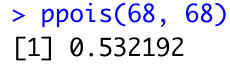 > ppois(68, 68)
[1] 0.532192